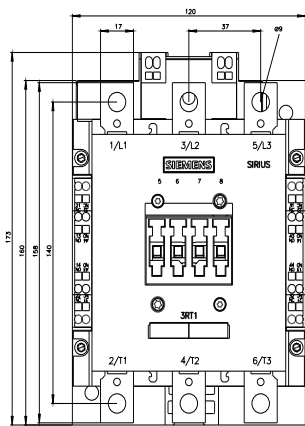 120
17
37
ø9
1/L1
3/L2
5/L3
SIEMENS
SIRIUS
5
6
7
8
173
160
158
140
3RT1
2/T1
4/T2
6/T3